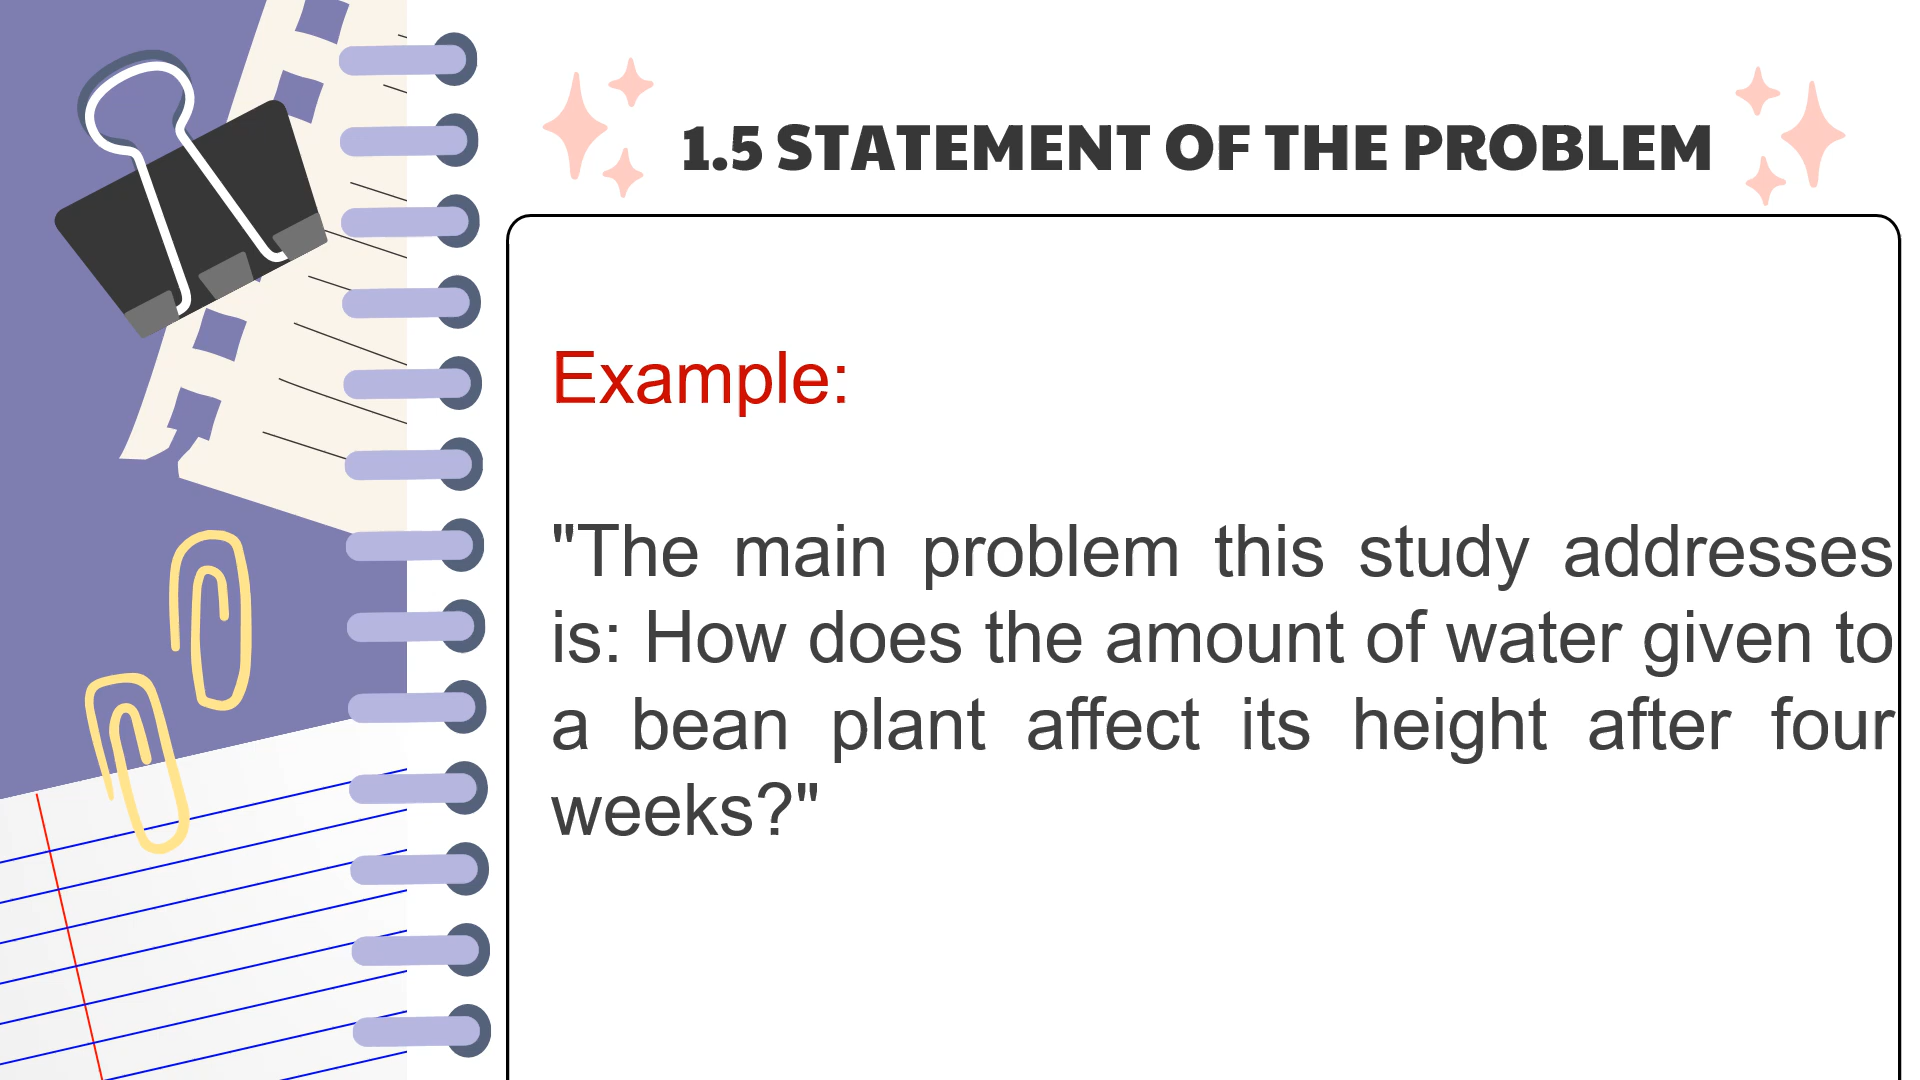 1.5 STATEMENT OF THE PROBLEM
Example:
"The main problem this study addresses
is: How does the amount of water given to
a bean plant affect its height after four
weeks?"